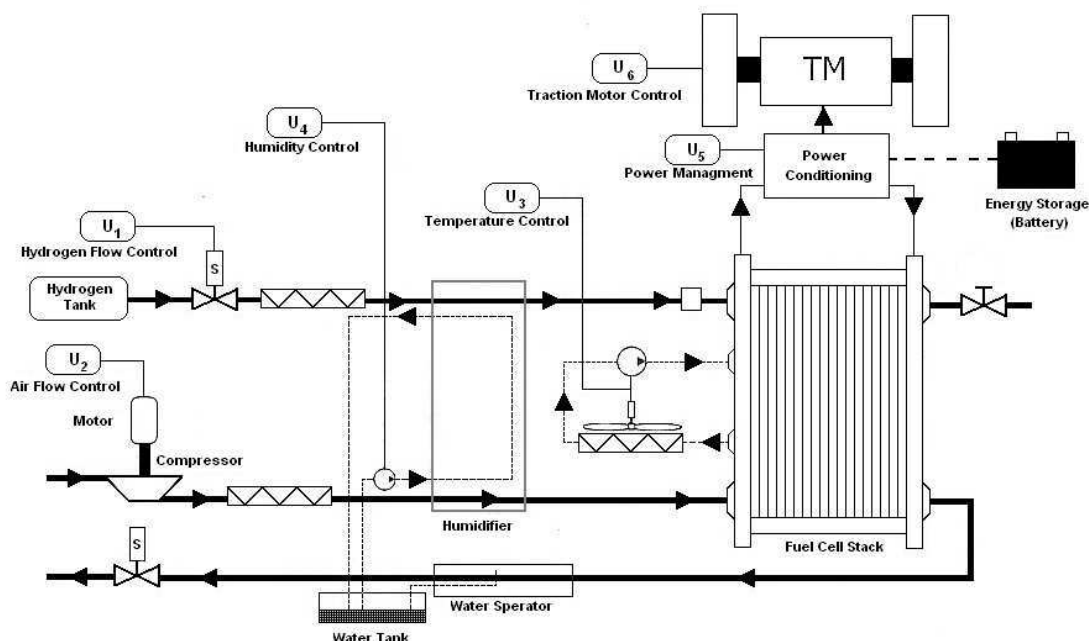 U6
Traction Motor Control
TM
U4
Humidity Control
U5
Power Managment
Power
Conditioning
Energy Storage
(Battery)
U3
Temperature Control
U1
Hydrogen Flow Control
S
Hydrogen
Tank
U2
Air Flow Control
Motor
Compressor
Humidifier
Fuel Cell Stack
S
Water Sperator
Water Tank